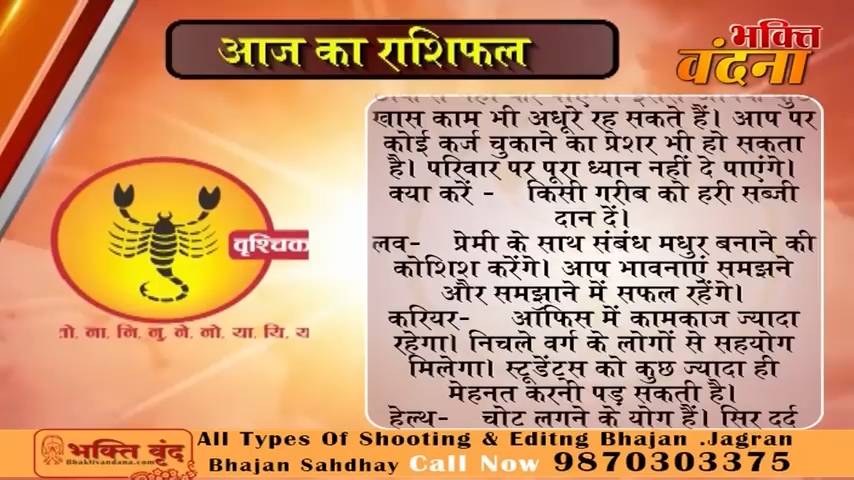 आज का राशिफल
भक्ति
वंदना
खास काम भी अधूरे रह सकते हैं। आप पर
कोई कर्ज चुकाने का प्रेशर भी हो सकता
है। परिवार पर पूरा ध्यान नहीं दे पाएंगे।
क्या करें - किसी गरीब को हरी सब्जी
दान दें।
लव- प्रेमी के साथ संबंध मधुर बनाने की
कोशिश करेंगे। आप भावनाएं समझने
और समझाने में सफल रहेंगे।
करियर- ऑफिस में कामकाज ज्यादा
रहेगा। निचले वर्ग के लोगों से सहयोग
मिलेगा। स्टूडेंट्स को कुछ ज्यादा ही
मेहनत करनी पड़ सकती है।
हेल्थ- चोट लगने के योग हैं। सिर दर्द
वृश्चिक
ना, नि, नु, ने, नो, या, यि, य
भक्ति वृंद
Bhaktivandana.com
All Types Of Shooting & Editng Bhajan .Jagran
Bhajan Sahdhay Call Now 9870303375